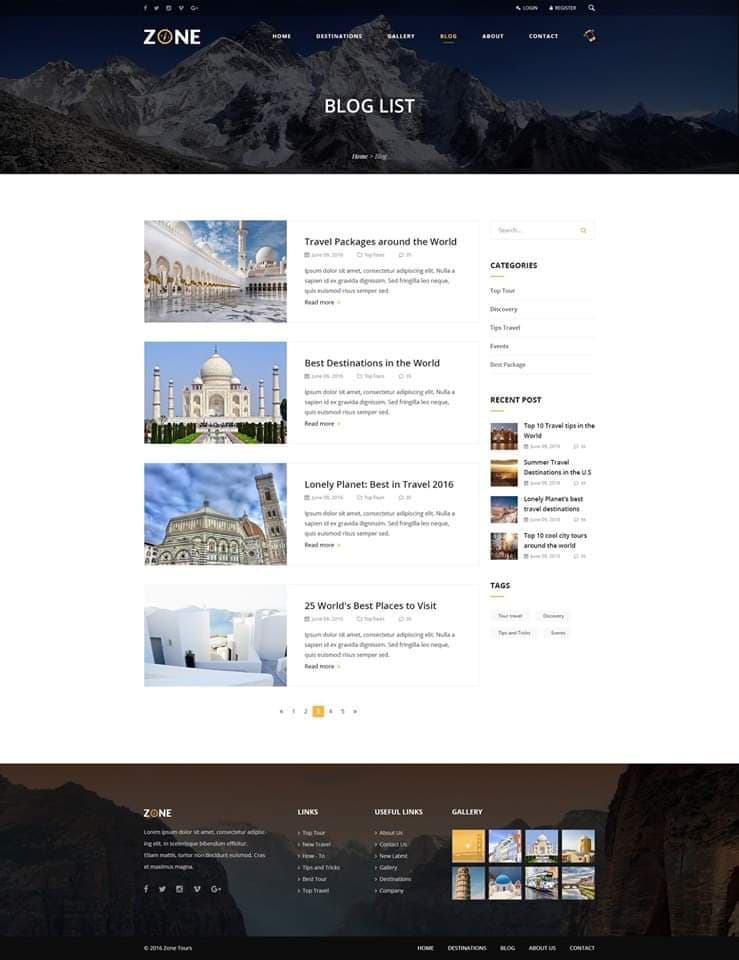 LOGIN REGISTER
ZONE HOME DESTINATIONS GALLERY BLOG ABOUT CONTACT
BLOG LIST
Home > Blog
Travel Packages around the World
June 09, 2016 Top Tours 35
Ipsum dolor sit amet, consectetur adipiscing elit. Nulla a
sapien id ex gravida dignissim. Sed fringilla leo neque,
quis euismod risus semper sed.
Read more »
Best Destinations in the World
June 09, 2016 Top Tours 35
Ipsum dolor sit amet, consectetur adipiscing elit. Nulla a
sapien id ex gravida dignissim. Sed fringilla leo neque,
quis euismod risus semper sed.
Read more »
Lonely Planet: Best in Travel 2016
June 09, 2016 Top Tours 35
Ipsum dolor sit amet, consectetur adipiscing elit. Nulla a
sapien id ex gravida dignissim. Sed fringilla leo neque,
quis euismod risus semper sed.
Read more »
25 World's Best Places to Visit
June 09, 2016 Top Tours 35
Ipsum dolor sit amet, consectetur adipiscing elit. Nulla a
sapien id ex gravida dignissim. Sed fringilla leo neque,
quis euismod risus semper sed.
Read more »
« 1 2 3 4 5 »
Search...
CATEGORIES
Top Tour
Discovery
Tips Travel
Events
Best Package
RECENT POST
Top 10 Travel tips in the
World
June 09, 2016
Summer Travel
Destinations in the U.S
June 09, 2016
Lonely Planet's best
travel destinations
June 09, 2016
Top 10 cool city tours
around the world
June 09, 2016
TAGS
Tour travel Discovery
Tips and Tricks Events
ZONE
Lorem ipsum dolor sit amet, consectetur adipisc-
ing elit. In scelerisque bibendum efficitur.
Etiam mattis, tortor non tincidunt euismod. Cras
et maximus magna.
LINKS
Top Tour
New Travel
How - To
Tips and Tricks
Best Tour
Top Travel
USEFUL LINKS
About Us
Contact Us
New Latest
Gallery
Destinations
Company
GALLERY
© 2016 Zone Tours HOME DESTINATIONS BLOG ABOUT US CONTACT